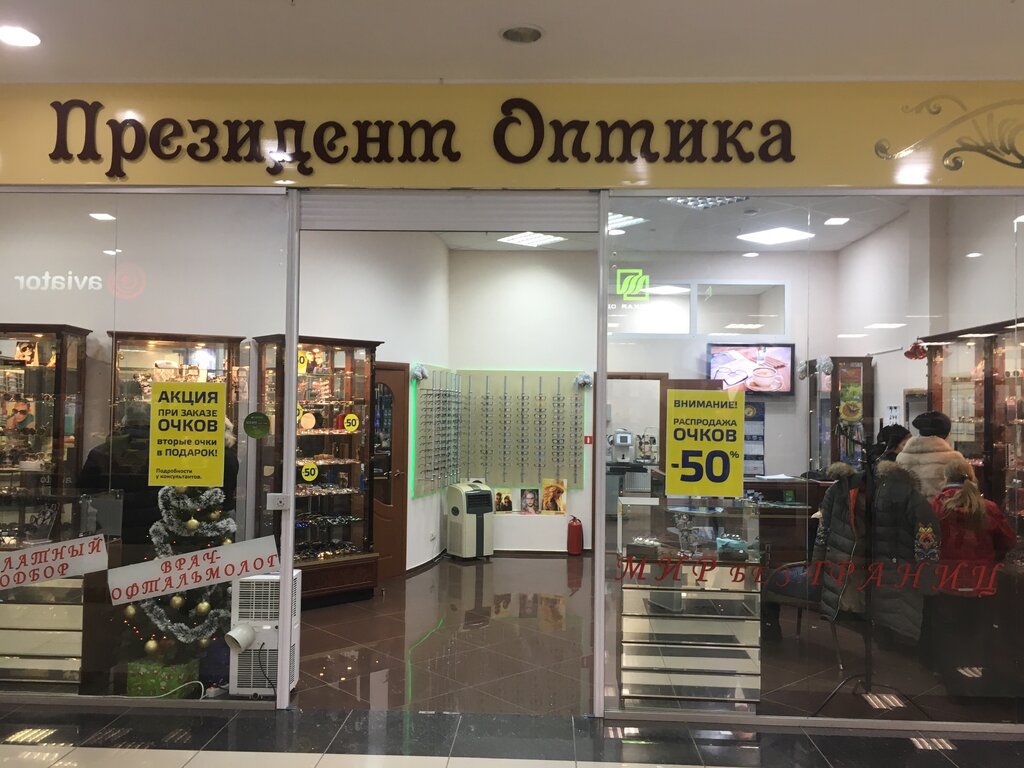 Президент Оптика
aviator
АКЦИЯ
ПРИ ЗАКАЗЕ
ОЧКОВ
вторые очки
в ПОДАРОК!
Подробности
у консультантов.
50
50
ВНИМАНИЕ!
РАСПРОДАЖА
ОЧКОВ
-50%
ЛАТНЫЙ
ОДБОР
ВРАЧ
ОФТАЛЬМОЛОГ
МИР БЕЗ ГРАНИЦ